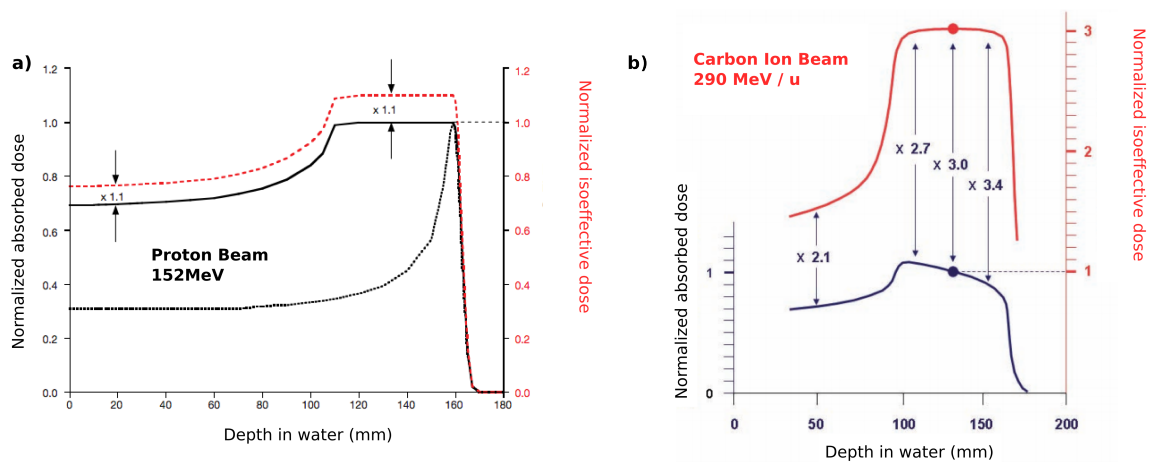 a)
Normalized absorbed dose
1.2
1.0
0.8
0.6
0.4
0.2
0.0
x 1.1
x 1.1
Proton Beam
152MeV
0
20
40
60
80
100
120
140
160
180
Depth in water (mm)
1.2
1.0
0.8
0.6
0.4
0.2
0.0
Normalized isoeffective dose
b)
Carbon Ion Beam
290 MeV / u
Normalized absorbed dose
1
0
x 2.1
x 2.7
x 3.0
x 3.4
0
50
100
150
200
Depth in water (mm)
3
2
1
Normalized isoeffective dose